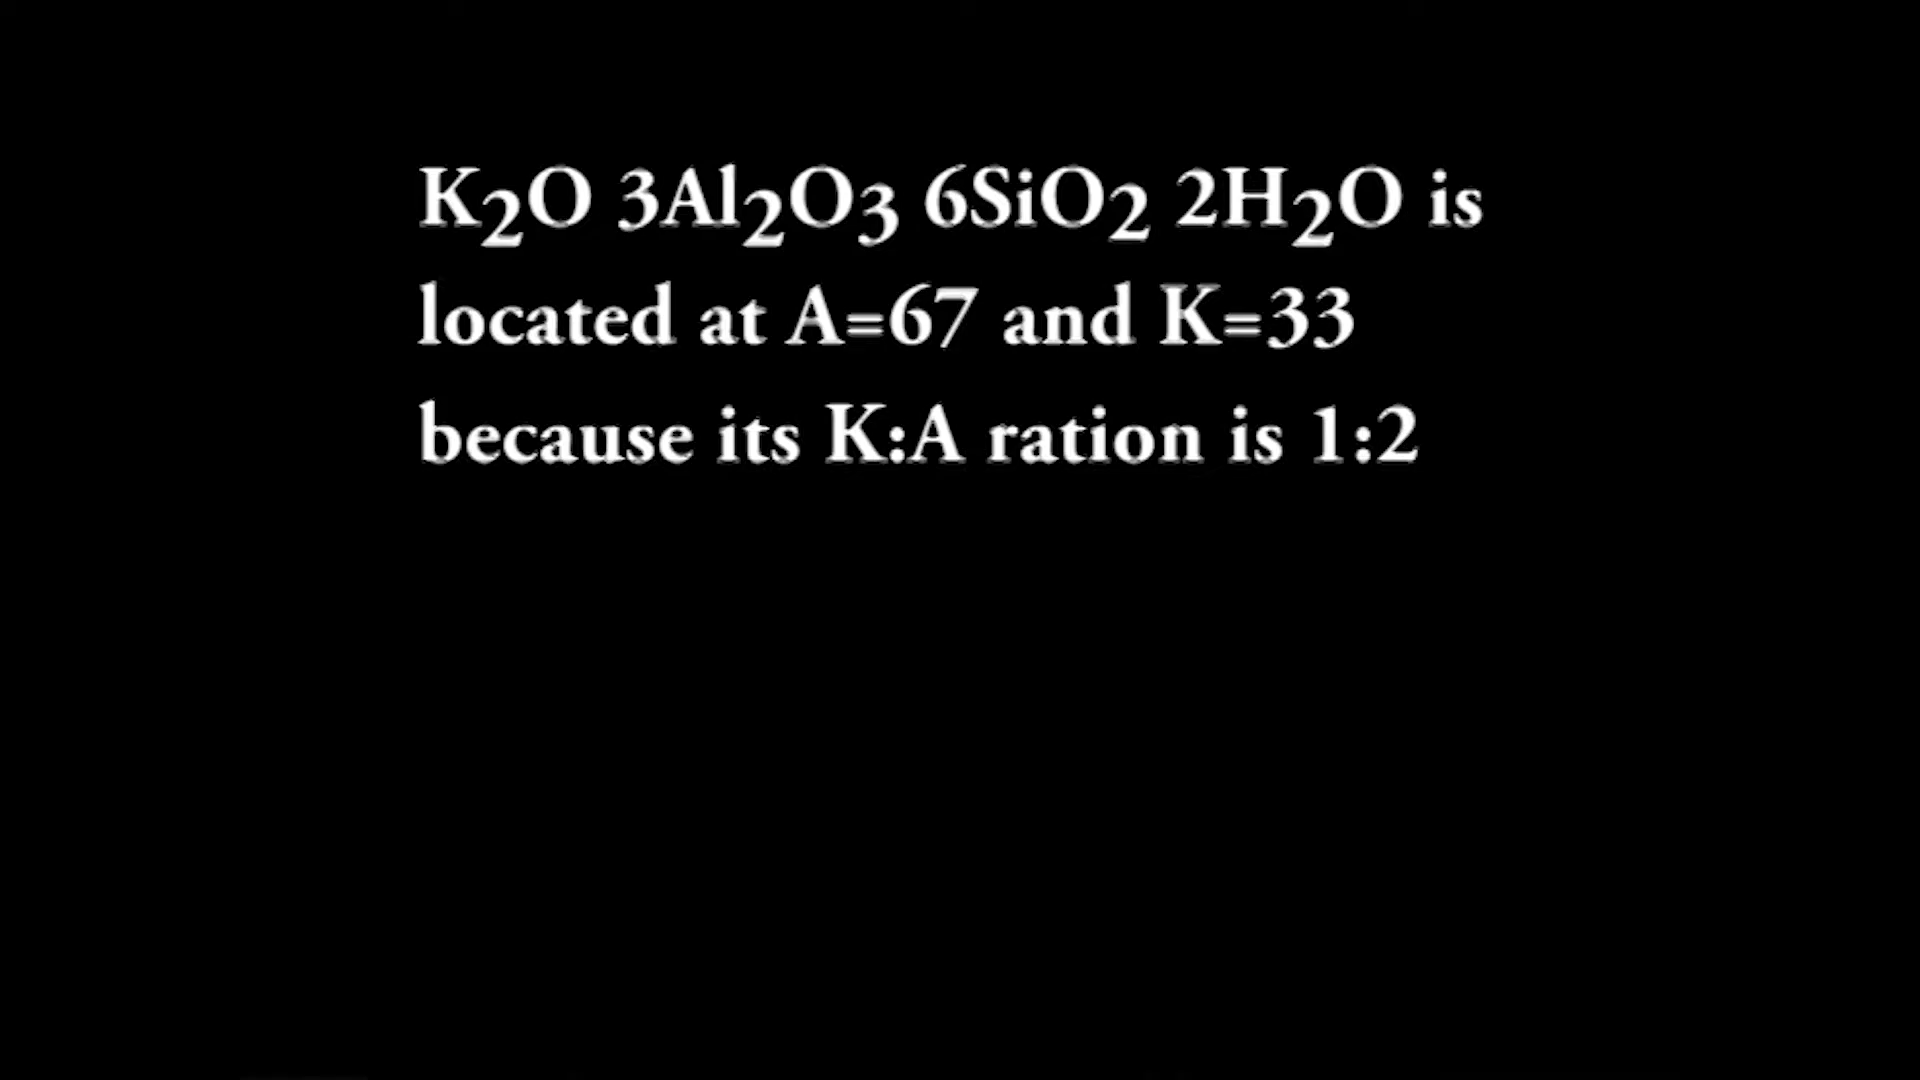 K₂O 3Al₂O₃ 6SiO₂ 2H₂O is
located at A=67 and K=33
because its K:A ration is 1:2